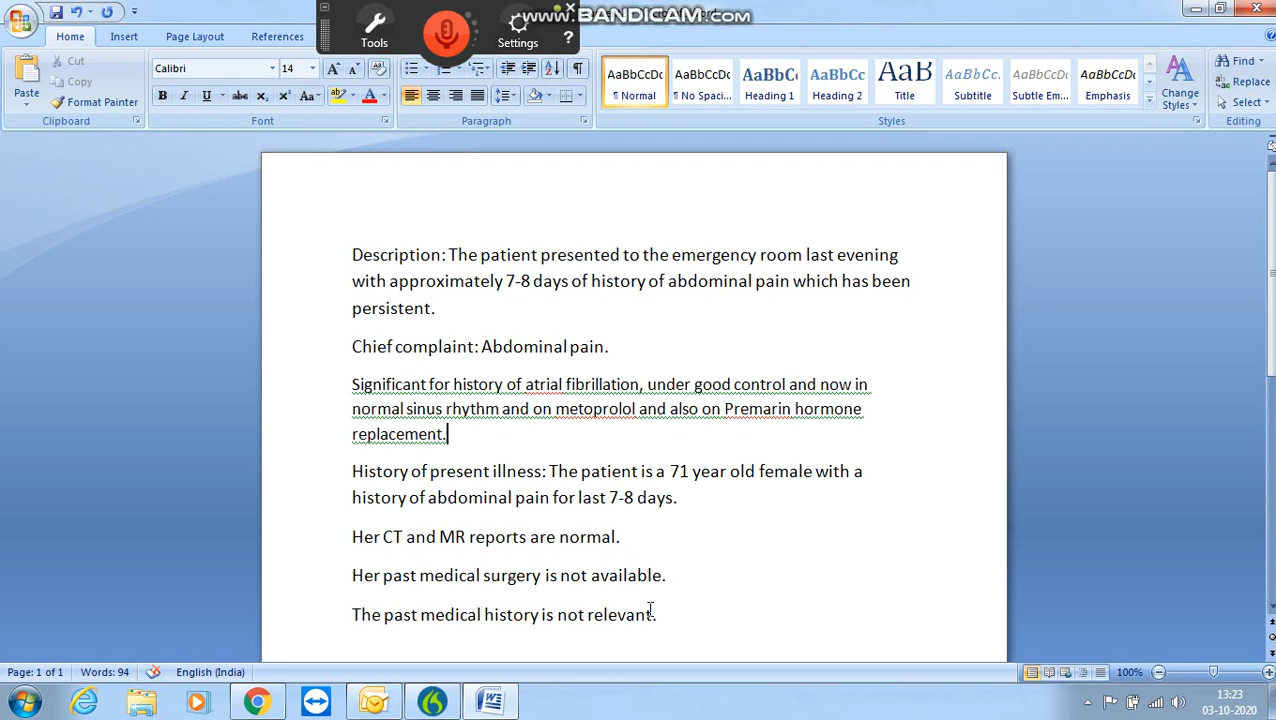 www.BANDICAM.com
Home Insert Page Layout References
Tools Settings ?
Paste Cut
Copy
Format Painter
Clipboard
Calibri 14
B I U abc x₂ x² Aa A
Font
Paragraph
AaBbCcDc AaBbCcDc AaBbCc AaBbCc AaB AaBbCc. AaBbCcDc AaBbCcDc
¶ Normal ¶ No Spaci... Heading 1 Heading 2 Title Subtitle Subtle Em... Emphasis
Change
Styles
Styles
Find
Replace
Select
Editing
Description: The patient presented to the emergency room last evening
with approximately 7-8 days of history of abdominal pain which has been
persistent.
Chief complaint: Abdominal pain.
Significant for history of atrial fibrillation, under good control and now in
normal sinus rhythm and on metoprolol and also on Premarin hormone
replacement.
History of present illness: The patient is a 71 year old female with a
history of abdominal pain for last 7-8 days.
Her CT and MR reports are normal.
Her past medical surgery is not available.
The past medical history is not relevant.
Page: 1 of 1 Words: 94 English (India) 100%
13:23
03-10-2020